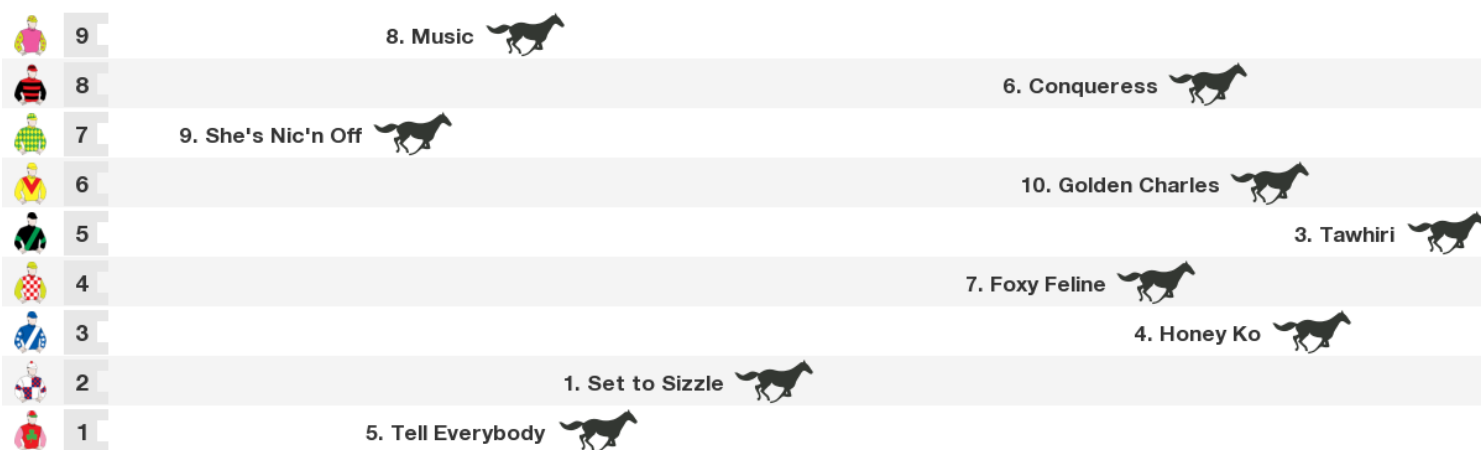 9 8. Music
8 6. Conqueress
7 9. She's Nic'n Off
6 10. Golden Charles
5 3. Tawhiri
4 7. Foxy Feline
3 4. Honey Ko
2 1. Set to Sizzle
1 5. Tell Everybody